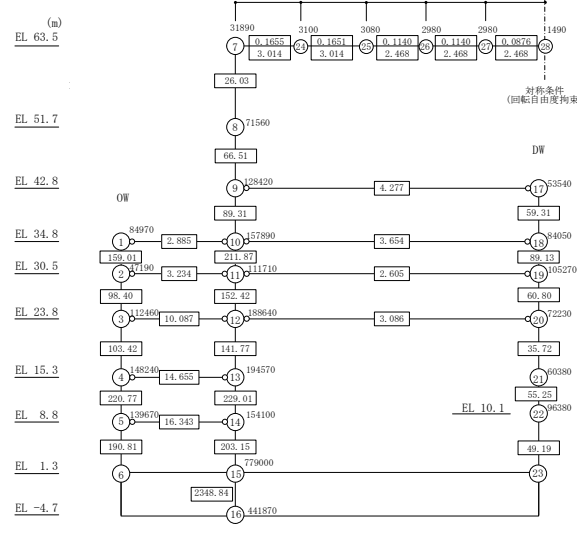 (m)
31890 3100 3080 2980 2980 1490
EL 63.5 7 0.1655 3.014 24 0.1651 3.014 25 0.1140 2.468 26 0.1140 2.468 27 0.0876 2.468 28
26.03 対称条件
(回転自由度拘束
EL 51.7 8 71560
66.51 DW
EL 42.8 9 128420 4.277 17 53540
OW 89.31 59.31
EL 34.8 1 84970 2.885 10 157890 3.654 18 84050
159.01 211.87 89.13
EL 30.5 2 47190 3.234 11 111710 2.605 19 105270
98.40 152.42 60.80
EL 23.8 3 112460 10.087 12 188640 3.086 20 72230
103.42 141.77 35.72
EL 15.3 4 148240 14.655 13 194570 21 60380
220.77 229.01 55.25
EL 8.8 5 139670 16.343 14 154100 EL 10.1 22 96380
190.81 203.15 49.19
EL 1.3 6 15 779000 23
2348.84
EL -4.7 16 441870